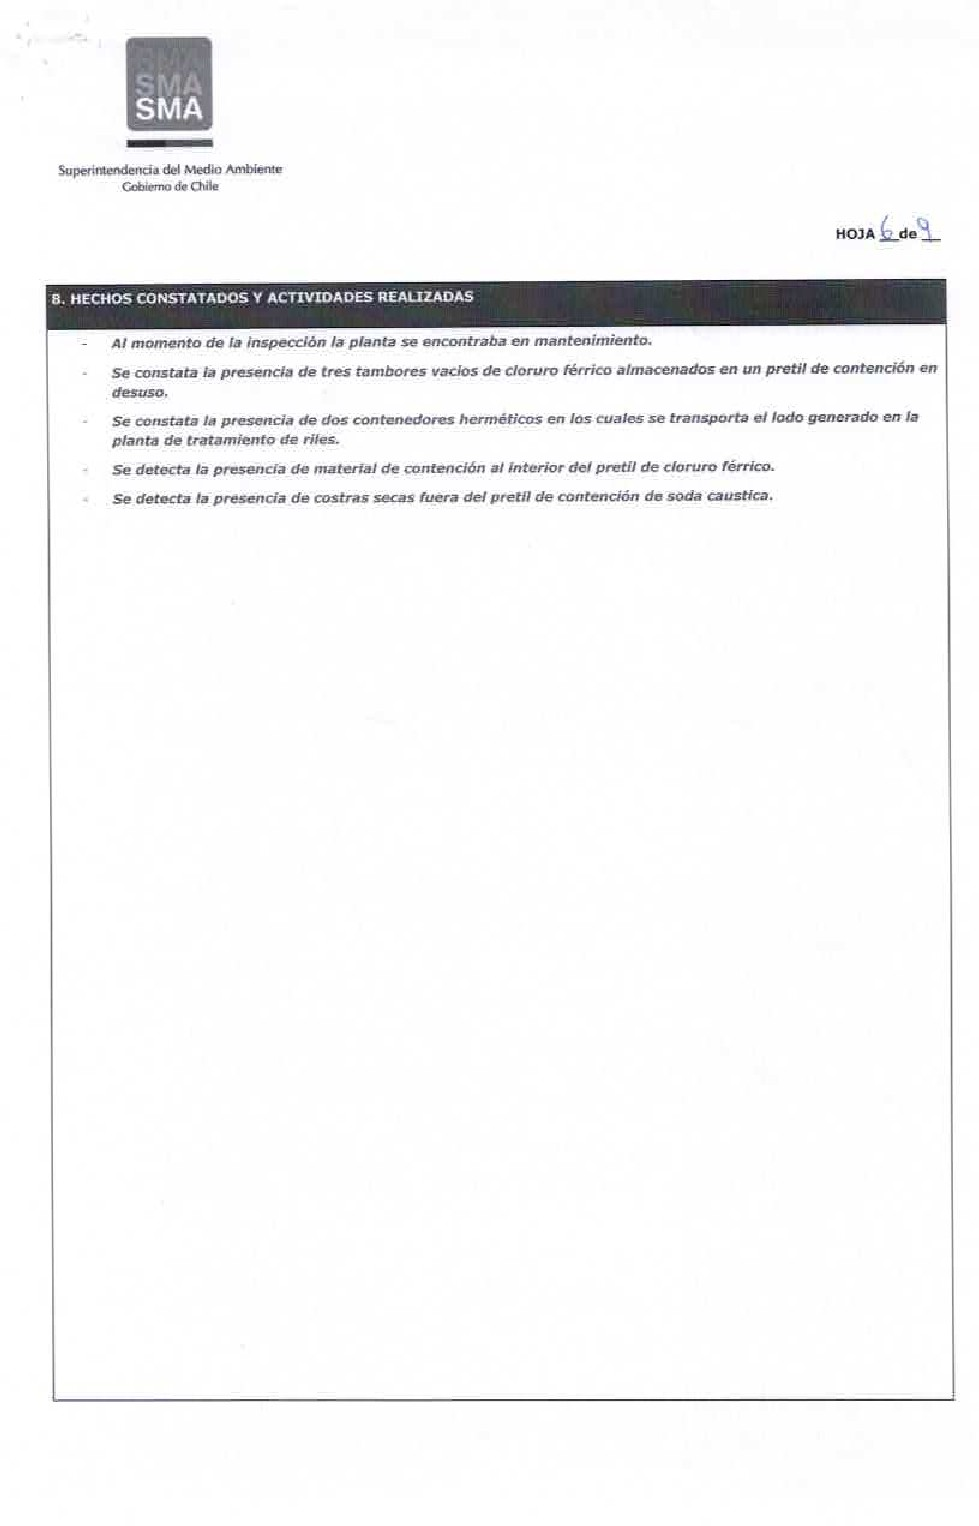 SMA
SMA
SMA
Superintendencia del Medio Ambiente
Gobierno de Chile
HOJA 6 de 9
8. HECHOS CONSTATADOS Y ACTIVIDADES REALIZADAS
- Al momento de la inspección la planta se encontraba en mantenimiento.
- Se constata la presencia de tres tambores vacios de cloruro férrico almacenados en un pretil de contención en
desuso.
- Se constata la presencia de dos contenedores herméticos en los cuales se transporta el lodo generado en la
planta de tratamiento de riles.
- Se detecta la presencia de material de contención al interior del pretil de cloruro férrico.
- Se detecta la presencia de costras secas fuera del pretil de contención de soda caustica.